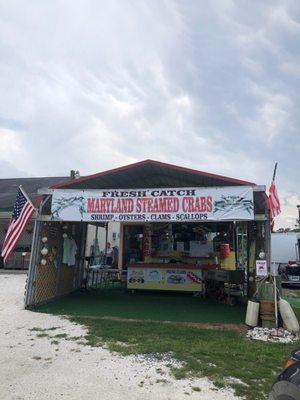 FRESH CATCH
MARYLAND STEAMED CRABS
SHRIMP - OYSTERS - CLAMS - SCALLOPS